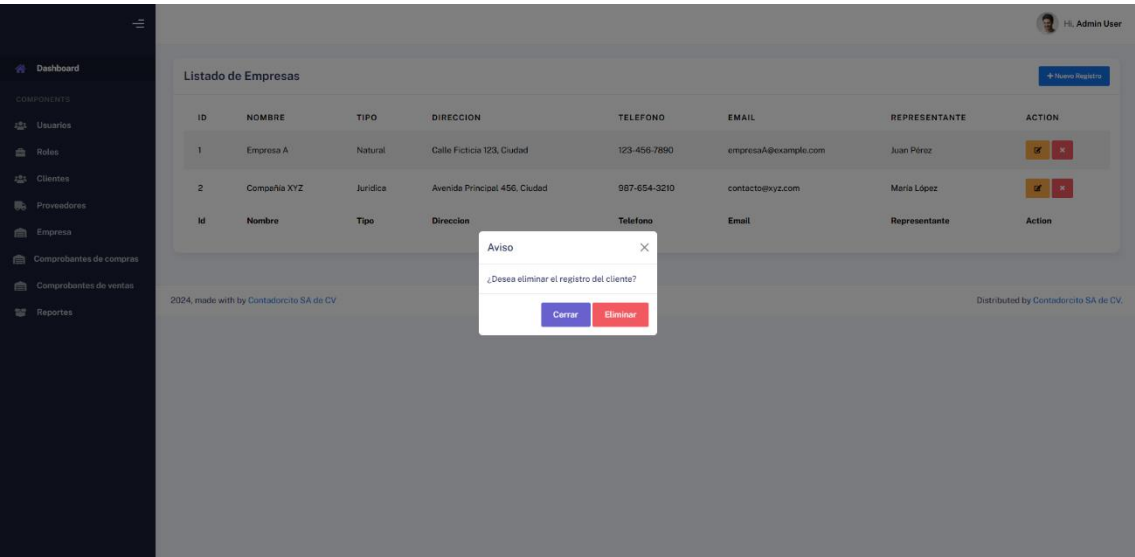 Hi, Admin User
Dashboard
COMPONENTS
Usuarios
Roles
Clientes
Proveedores
Empresa
Comprobantes de compras
Comprobantes de ventas
Reportes
Listado de Empresas
+ Nuevo Registro
ID NOMBRE TIPO DIRECCION TELEFONO EMAIL REPRESENTANTE ACTION
1 Empresa A Natural Calle Ficticia 123, Ciudad 123-456-7890 empresaA@example.com Juan Pérez
2 Compañía XYZ Juridica Avenida Principal 456, Ciudad 987-654-3210 contacto@xyz.com María López
Id Nombre Tipo Direccion Telefono Email Representante Action
Aviso
¿Desea eliminar el registro del cliente?
Cerrar Eliminar
2024, made with by Contadorcito SA de CV
Distributed by Contadorcito SA de CV.